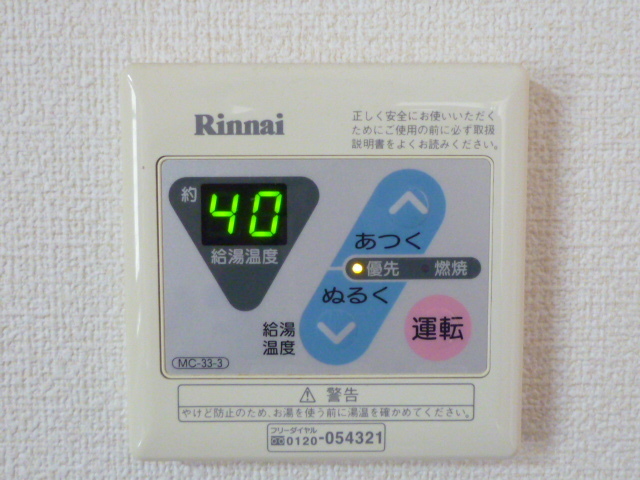 Rinnai
正しく安全にお使いいただく
ためにご使用の前に必ず取扱
説明書をよくお読みください。
約
40
給湯温度
あつく
優先 燃焼
ぬるく
給湯
温度
運転
MC-33-3
⚠ 警告
やけど防止のため、お湯を使う前に湯温を確かめてください。
フリーダイヤル
0120-054321